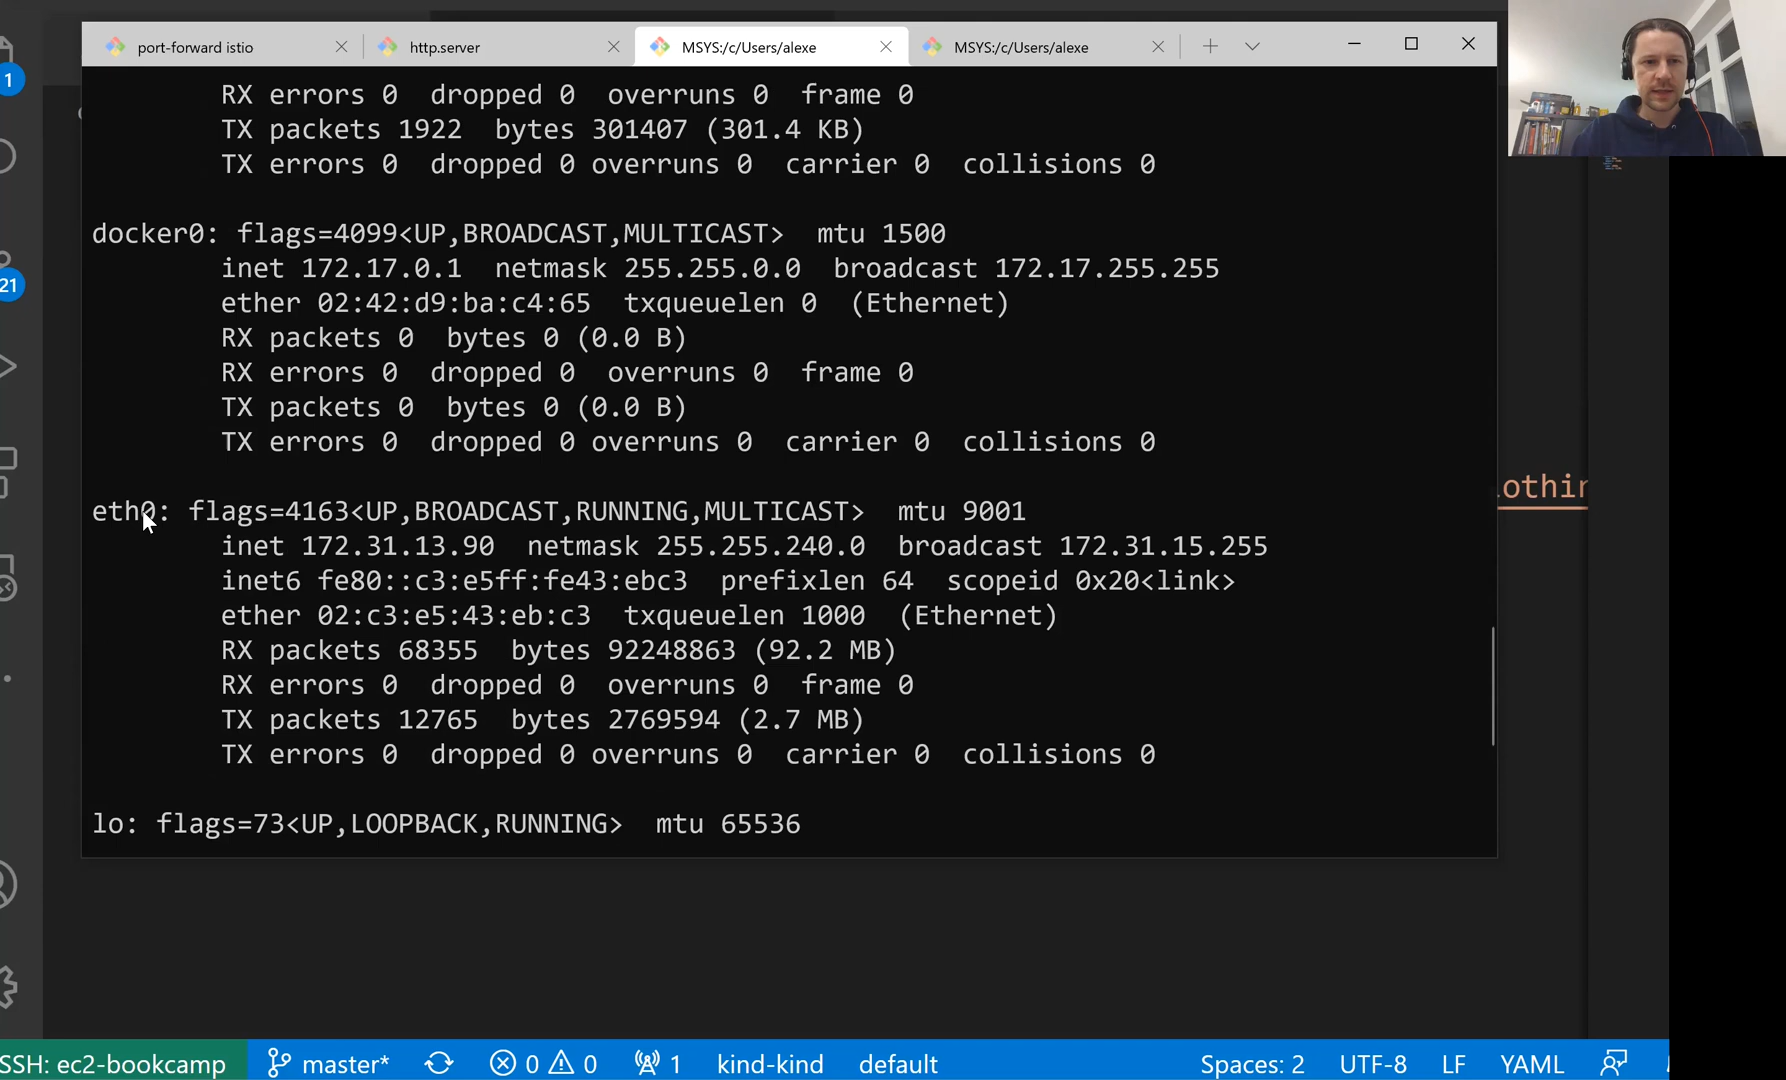 port-forward istio
http.server
MSYS:/c/Users/alexe
MSYS:/c/Users/alexe
1
RX errors 0 dropped 0 overruns 0 frame 0
TX packets 1922 bytes 301407 (301.4 KB)
TX errors 0 dropped 0 overruns 0 carrier 0 collisions 0
docker0: flags=4099<UP,BROADCAST,MULTICAST> mtu 1500
inet 172.17.0.1 netmask 255.255.0.0 broadcast 172.17.255.255
21
ether 02:42:d9:ba:c4:65 txqueuelen 0 (Ethernet)
RX packets 0 bytes 0 (0.0 B)
RX errors 0 dropped 0 overruns 0 frame 0
TX packets 0 bytes 0 (0.0 B)
TX errors 0 dropped 0 overruns 0 carrier 0 collisions 0
othin
eth0: flags=4163<UP,BROADCAST,RUNNING,MULTICAST> mtu 9001
inet 172.31.13.90 netmask 255.255.240.0 broadcast 172.31.15.255
inet6 fe80::c3:e5ff:fe43:ebc3 prefixlen 64 scopeid 0x20<link>
ether 02:c3:e5:43:eb:c3 txqueuelen 1000 (Ethernet)
RX packets 68355 bytes 92248863 (92.2 MB)
RX errors 0 dropped 0 overruns 0 frame 0
TX packets 12765 bytes 2769594 (2.7 MB)
TX errors 0 dropped 0 overruns 0 carrier 0 collisions 0
lo: flags=73<UP,LOOPBACK,RUNNING> mtu 65536
SSH: ec2-bookcamp master* 0 0 1 kind-kind default Spaces: 2 UTF-8 LF YAML